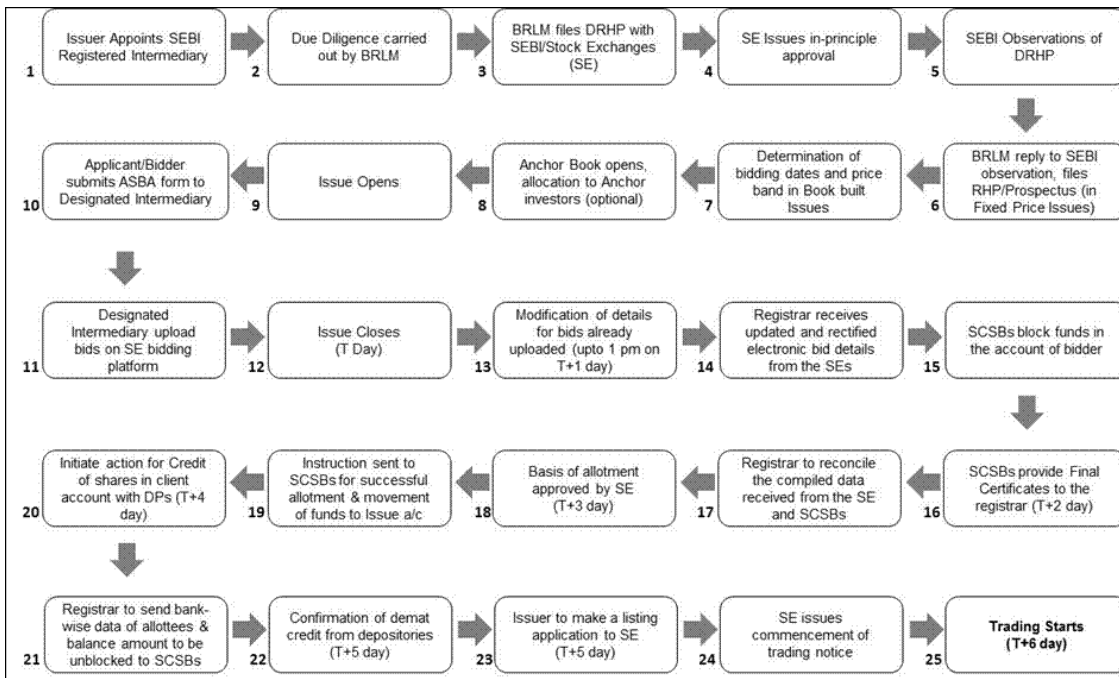 Issuer Appoints SEBI
Registered Intermediary
1
Due Diligence carried
out by BRLM
2
BRLM files DRHP with
SEBI/Stock Exchanges
(SE)
3
SE Issues in-principle
approval
4
SEBI Observations of
DRHP
5
BRLM reply to SEBI
observation, files
RHP/Prospectus (in
Fixed Price Issues)
6
Determination of
bidding dates and price
band in Book built
Issues
7
Anchor Book opens,
allocation to Anchor
investors (optional)
8
Issue Opens
9
Applicant/Bidder
submits ASBA form to
Designated Intermediary
10
Designated
Intermediary upload
bids on SE bidding
platform
11
Issue Closes
(T Day)
12
Modification of details
for bids already
uploaded (upto 1 pm on
T+1 day)
13
Registrar receives
updated and rectified
electronic bid details
from the SEs
14
SCSBs block funds in
the account of bidder
15
SCSBs provide Final
Certificates to the
registrar (T+2 day)
16
Registrar to reconcile
the compiled data
received from the SE
and SCSBs
17
Basis of allotment
approved by SE
(T+3 day)
18
Instruction sent to
SCSBs for successful
allotment & movement
of funds to Issue a/c
19
Initiate action for Credit
of shares in client
account with DPs (T+4
day)
20
Registrar to send bank-
wise data of allottees &
balance amount to be
unblocked to SCSBs
21
Confirmation of demat
credit from depositories
(T+5 day)
22
Issuer to make a listing
application to SE
(T+5 day)
23
SE issues
commencement of
trading notice
24
Trading Starts
(T+6 day)
25